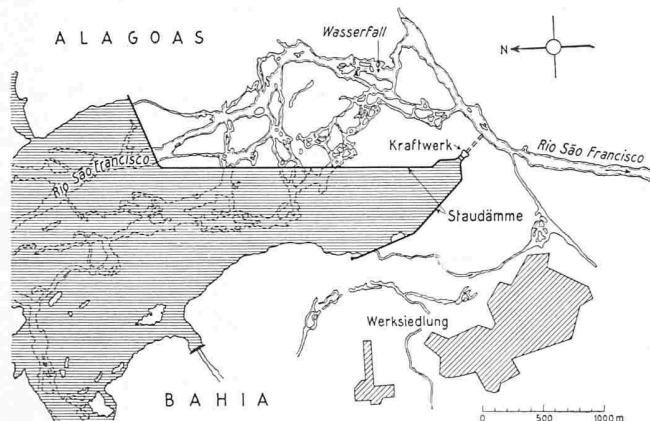 ALAGOAS
Wasserfall
N
Kraftwerk
Rio São Francisco
Rio São Francisco
Staudämme
Werksiedlung
BAHIA
0 500 1000 m